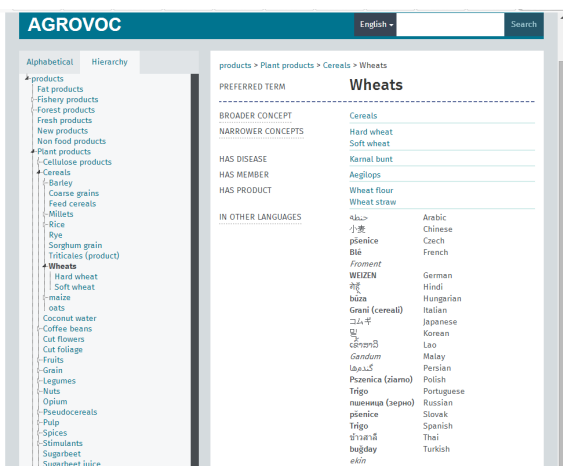 AGROVOC
English
Search
Alphabetical Hierarchy
products
Fat products
Fishery products
Forest products
Fresh products
New products
Non food products
Plant products
Cellulose products
Cereals
Barley
Coarse grains
Feed cereals
Millets
Rice
Rye
Sorghum grain
Triticales (product)
Wheats
Hard wheat
Soft wheat
maize
oats
Coconut water
Coffee beans
Cut flowers
Cut foliage
Fruits
Grain
Legumes
Nuts
Opium
Pseudocereals
Pulp
Spices
Stimulants
Sugarbeet
Sugarbeet juice
products > Plant products > Cereals > Wheats
PREFERRED TERM Wheats
BROADER CONCEPT Cereals
NARROWER CONCEPTS Hard wheat
Soft wheat
HAS DISEASE Karnal bunt
HAS MEMBER Aegilops
HAS PRODUCT Wheat flour
Wheat straw
IN OTHER LANGUAGES حنطة Arabic
小麦 Chinese
pšenice Czech
Blé French
Froment
WEIZEN German
गेहूँ Hindi
búza Hungarian
Grani (cereali) Italian
コムギ Japanese
밀 Korean
ເຂົ້າສາລີ Lao
Gandum Malay
گندم‌ها Persian
Pszenica (ziarno) Polish
Trigo Portuguese
пшеница (зерно) Russian
pšenice Slovak
Trigo Spanish
ข้าวสาลี Thai
buğday Turkish
ekin